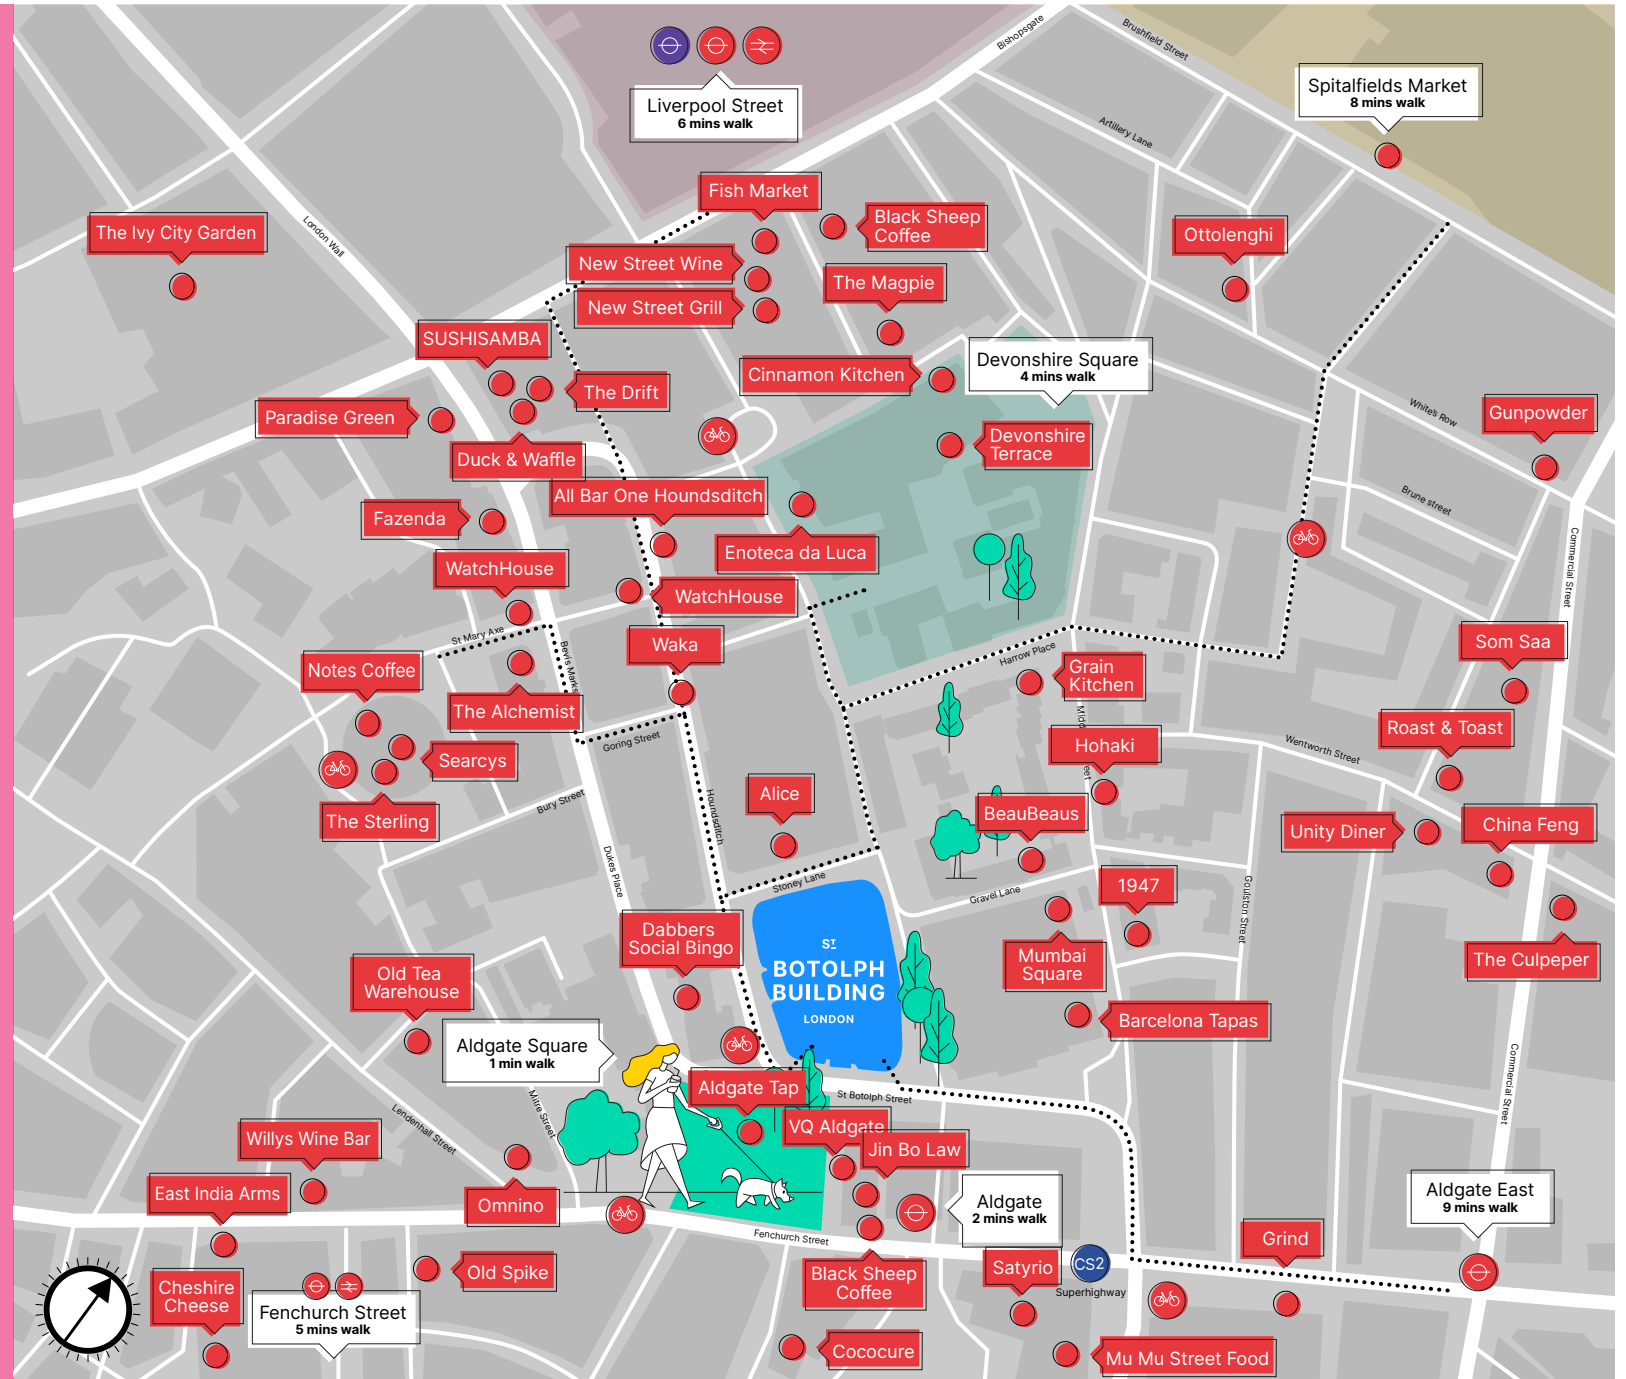 Bishopsgate
Brushfield Street
Liverpool Street
6 mins walk
Spitalfields Market
8 mins walk
Artillery Lane
Fish Market
The Ivy City Garden
London Wall
Black Sheep
Coffee
Ottolenghi
New Street Wine
The Magpie
New Street Grill
SUSHISAMBA
Devonshire Square
4 mins walk
Cinnamon Kitchen
The Drift
Paradise Green
White's Row
Gunpowder
Devonshire
Terrace
Duck & Waffle
All Bar One Houndsditch
Brune street
Fazenda
Enoteca da Luca
Commercial Street
WatchHouse
WatchHouse
St Mary Axe
Bevis Marks
Waka
Harrow Place
Som Saa
Notes Coffee
Grain
Kitchen
The Alchemist
Midd
eet
Goring Street
Hohaki
Wentworth Street
Roast & Toast
Searcys
Alice
Bury Street
Houndsditch
BeauBeaus
The Sterling
Unity Diner
China Feng
Dukes Place
Stoney Lane
Gravel Lane
1947
Goulston Street
Dabbers
Social Bingo
ST
BOTOLPH
BUILDING
LONDON
Mumbai
Square
The Culpeper
Old Tea
Warehouse
Barcelona Tapas
Aldgate Square
1 min walk
Commercial Street
Aldgate Tap
St Botolph Street
Mitre Street
Lendenhall Street
Willys Wine Bar
VQ Aldgate
Jin Bo Law
East India Arms
Omnino
Aldgate
2 mins walk
Aldgate East
9 mins walk
Fenchurch Street
Grind
Old Spike
Black Sheep
Coffee
Satyrio
CS2
Superhighway
Cheshire
Cheese
Fenchurch Street
5 mins walk
Cococure
Mu Mu Street Food